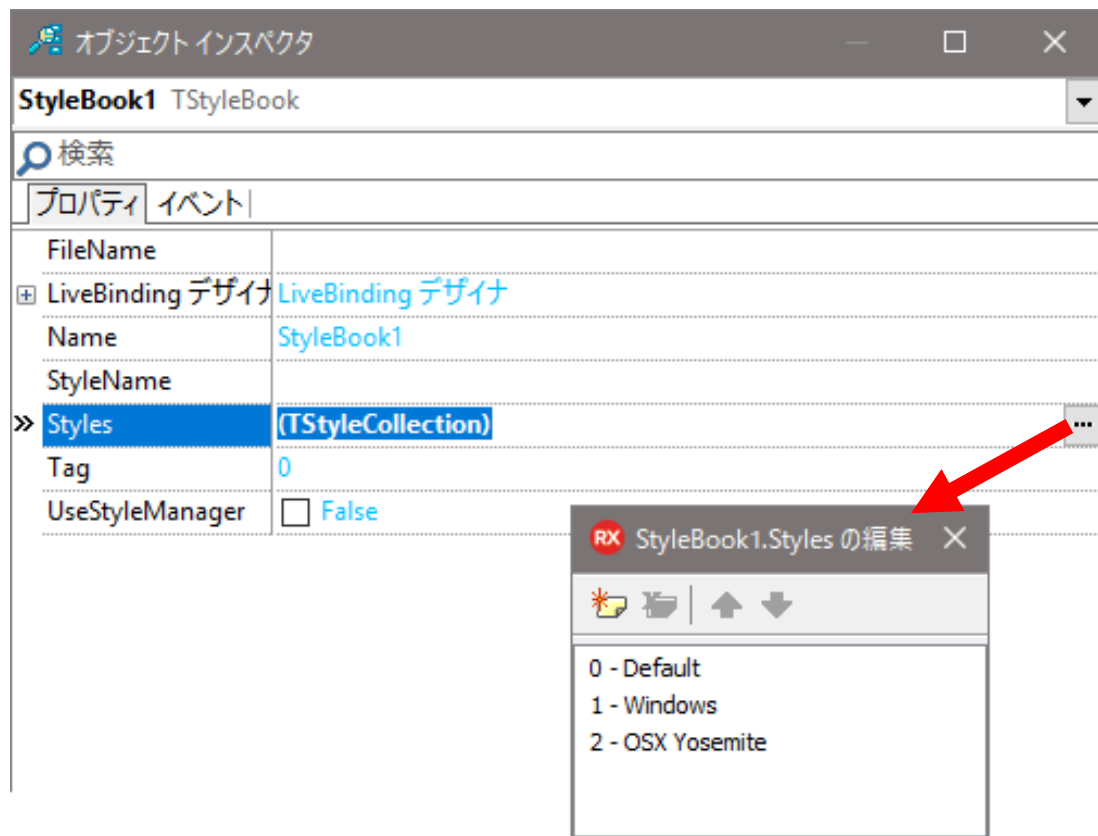 オブジェクト インスペクタ
StyleBook1 TStyleBook
検索
プロパティ イベント
FileName
LiveBinding デザイナ LiveBinding デザイナ
Name StyleBook1
StyleName
Styles (TStyleCollection) ...
Tag 0
UseStyleManager False
RX StyleBook1.Styles の編集
0 - Default
1 - Windows
2 - OSX Yosemite